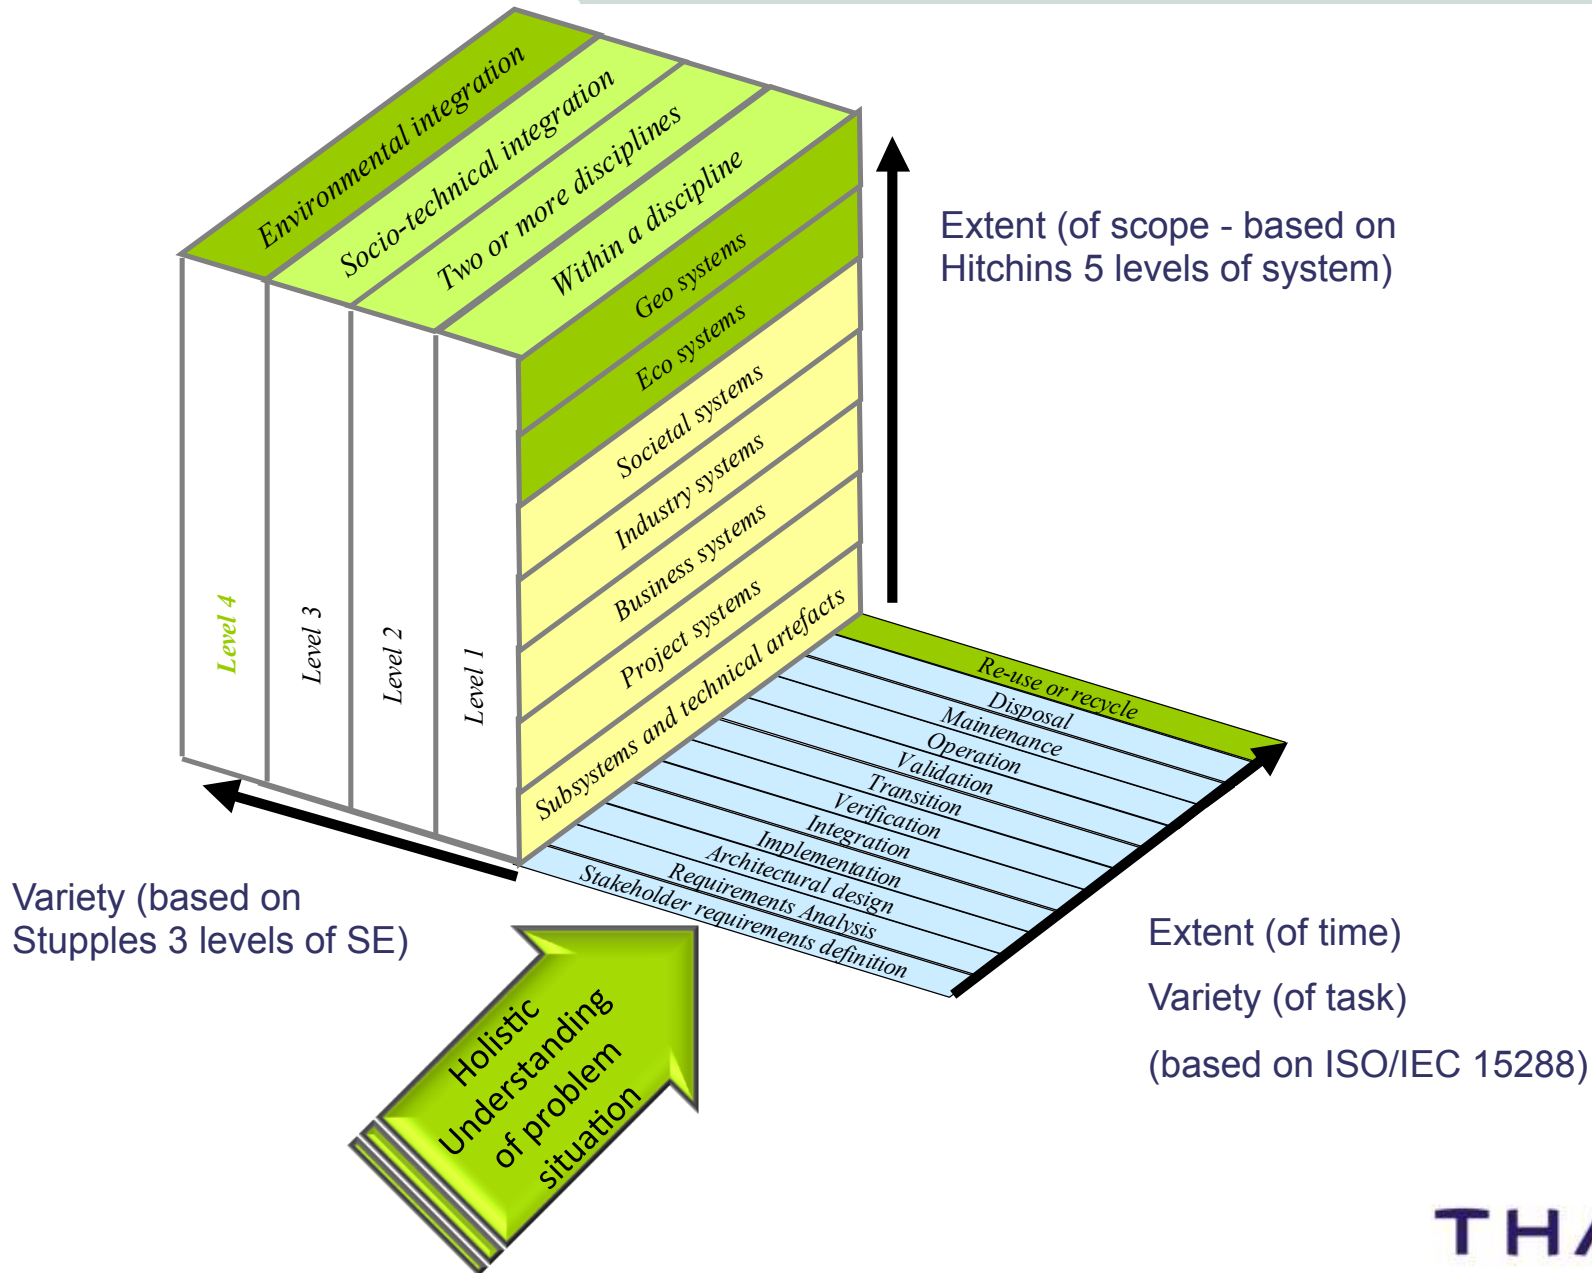 Environmental integration
Socio-technical integration
Two or more disciplines
Within a discipline
Geo systems
Eco systems
Societal systems
Industry systems
Business systems
Project systems
Subsystems and technical artefacts
Level 4
Level 3
Level 2
Level 1
Extent (of scope - based on
Hitchins 5 levels of system)
Re-use or recycle
Disposal
Maintenance
Operation
Validation
Transition
Verification
Integration
Implementation
Architectural design
Requirements Analysis
Stakeholder requirements definition
Variety (based on
Stupples 3 levels of SE)
Extent (of time)
Variety (of task)
(based on ISO/IEC 15288)
Holistic
Understanding
of problem
situation